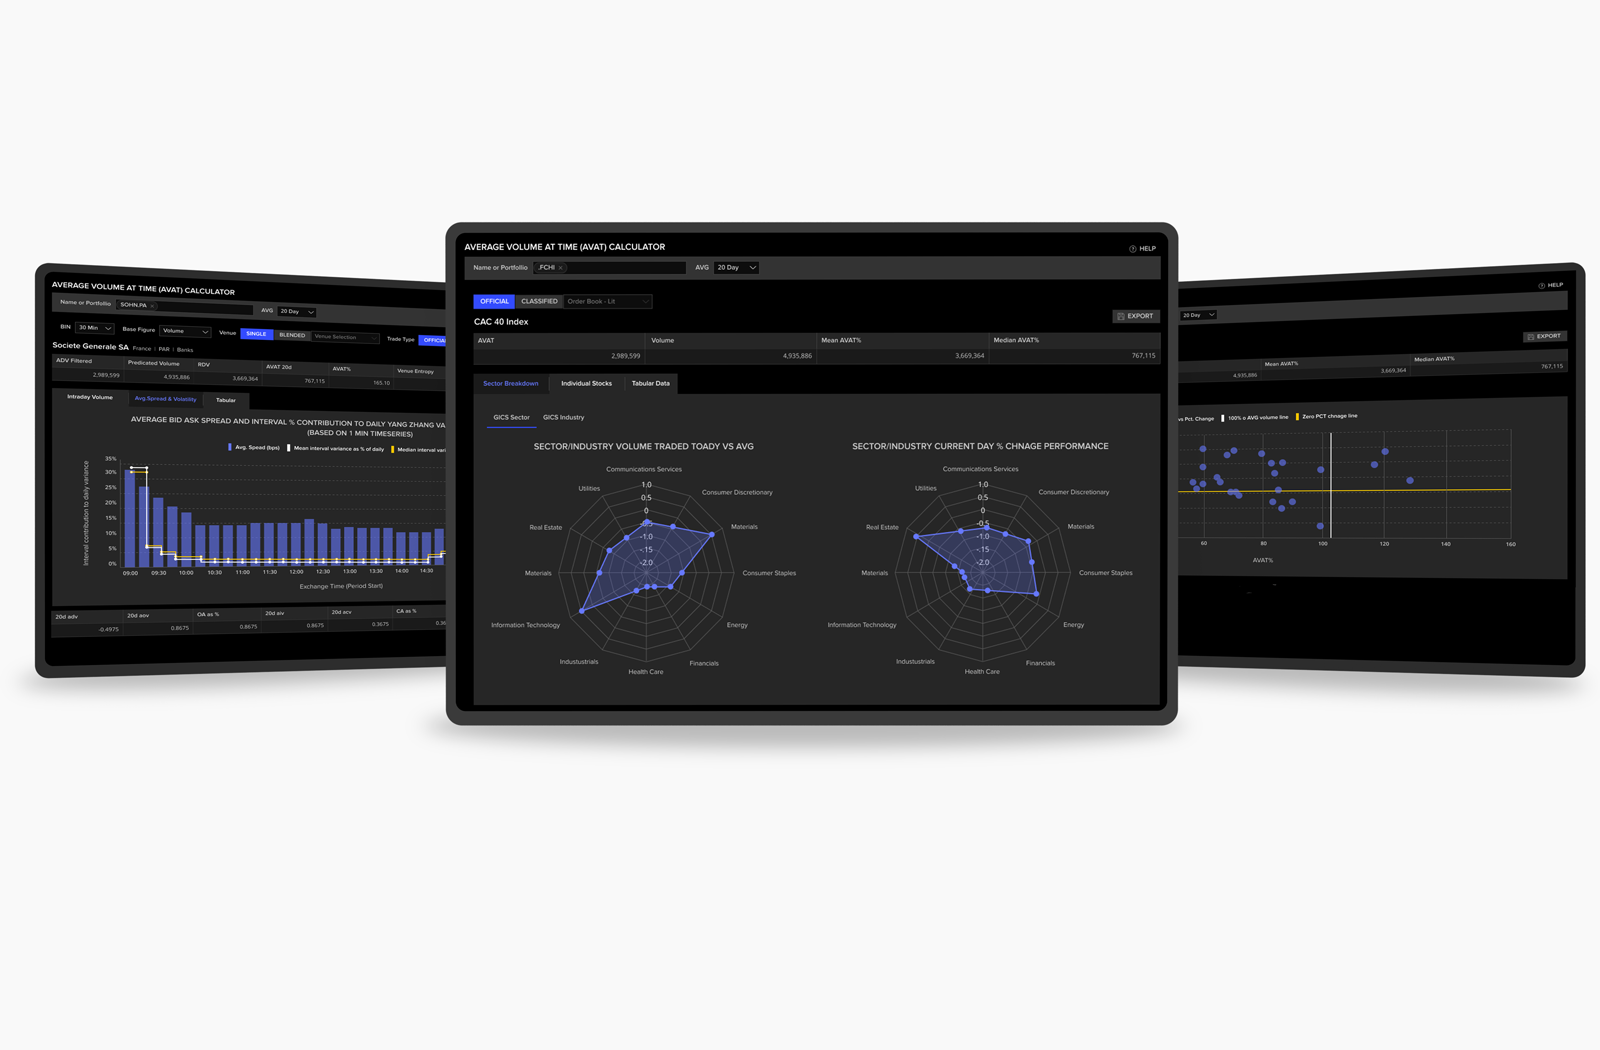 AVERAGE VOLUME AT TIME (AVAT) CALCULATOR
Name or Portfollio SOHN.PA × AVG 20 Day
BIN 30 Min Base Figure Volume Venue SINGLE BLENDED Venue Selection Trade Type OFFICIA
Societe Generale SA France | PAR | Banks
ADV Filtered Predicated Volume RDV AVAT 20d AVAT% Venue Entropy
2,989,599 4,935,886 3,669,364 767,115 165.10
Intraday Volume Avg.Spread & Volatility Tabular
AVERAGE BID ASK SPREAD AND INTERVAL % CONTRIBUTION TO DAILY YANG ZHANG VA
(BASED ON 1 MIN TIMESERIES)
Avg. Spead (bps) Mean interval variance as % of daily Median interval vari
Interval contribution to daily variance
35%
30%
25%
20%
15%
10%
5%
0%
09:00 09:30 10:00 10:30 11:00 11:30 12:00 12:30 13:00 13:30 14:00 14:30
Exchange Time (Period Start)
20d adv 20d aov OA as % 20d aiv 20d acv CA as %
-0.4975 0.8675 0.8675 0.8675 0.3675 0.36
AVERAGE VOLUME AT TIME (AVAT) CALCULATOR
HELP
Name or Portfollio .FCHI × AVG 20 Day
OFFICIAL CLASSIFIED Order Book - Lit
CAC 40 Index
EXPORT
AVAT Volume Mean AVAT% Median AVAT%
2,989,599 4,935,886 3,669,364 767,115
Sector Breakdown Individual Stocks Tabular Data
GICS Sector GICS Industry
SECTOR/INDUSTRY VOLUME TRADED TOADY VS AVG
Communications Services
Utilities
Consumer Discretionary
Real Estate
Materials
Materials
Consumer Staples
Information Technology
Energy
Industustrials
Financials
Health Care
1,0
0.5
0
-0.5
-1.0
-.15
-2.0
SECTOR/INDUSTRY CURRENT DAY % CHNAGE PERFORMANCE
Communications Services
Utilities
Consumer Discretionary
Real Estate
Materials
Materials
Consumer Staples
Information Technology
Energy
Industustrials
Financials
Health Care
1,0
0.5
0
-0.5
-1.0
-.15
-2.0
HELP
20 Day
EXPORT
Mean AVAT% Median AVAT%
4,935,886 3,669,364 767,115
vs Pct. Change 100% o AVG volume line Zero PCT chnage line
60 80 100 120 140 160
AVAT%